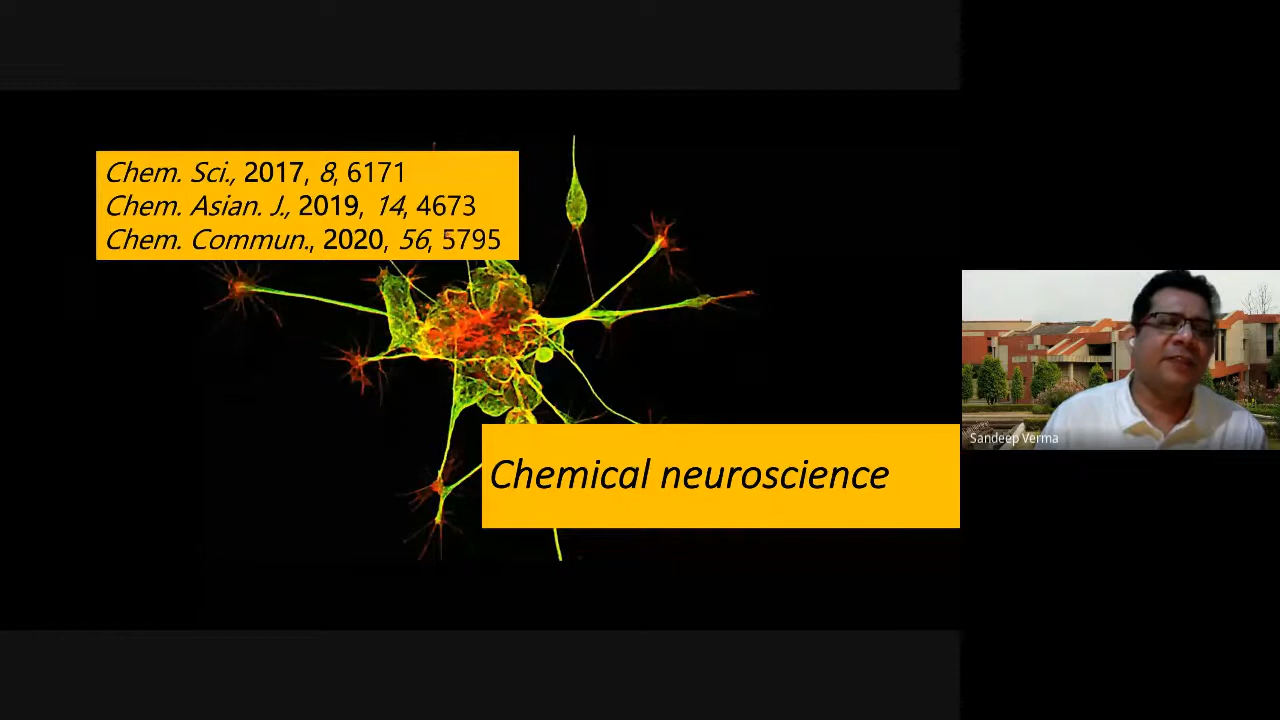 Chem. Sci., 2017, 8, 6171
Chem. Asian. J., 2019, 14, 4673
Chem. Commun., 2020, 56, 5795
Chemical neuroscience
Sandeep Verma